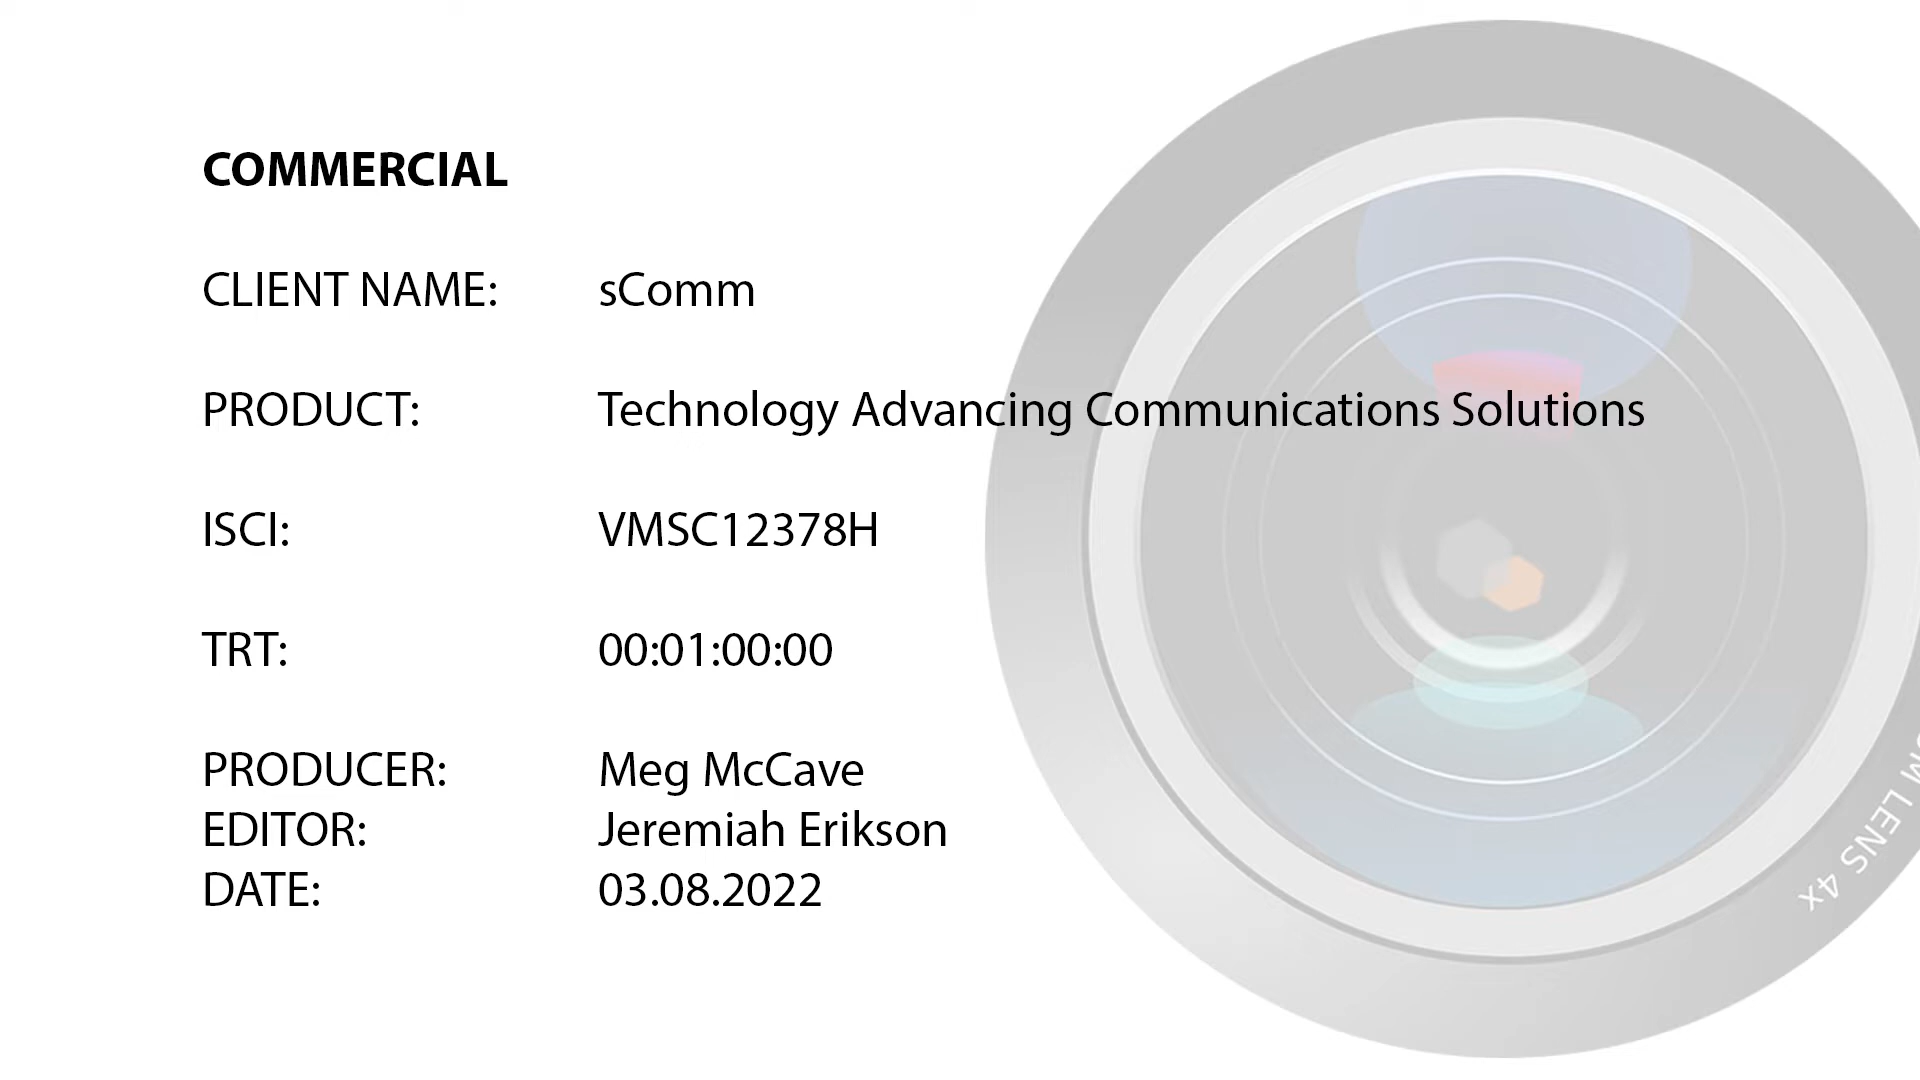 COMMERCIAL
CLIENT NAME: sComm
PRODUCT: Technology Advancing Communications Solutions
ISCI: VMSC12378H
TRT: 00:01:00:00
PRODUCER: Meg McCave
EDITOR: Jeremiah Erikson
DATE: 03.08.2022
LENS 4x